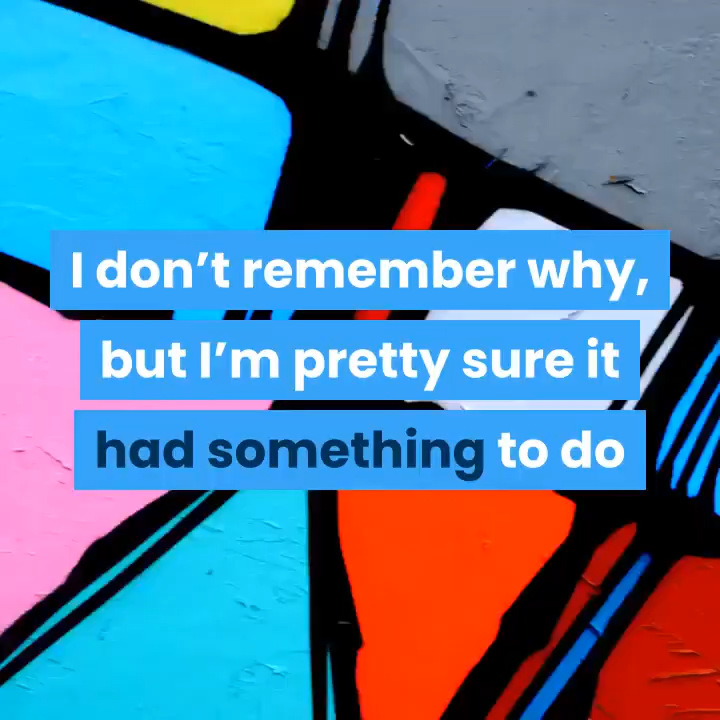 I don’t remember why,
but I’m pretty sure it
had something to do